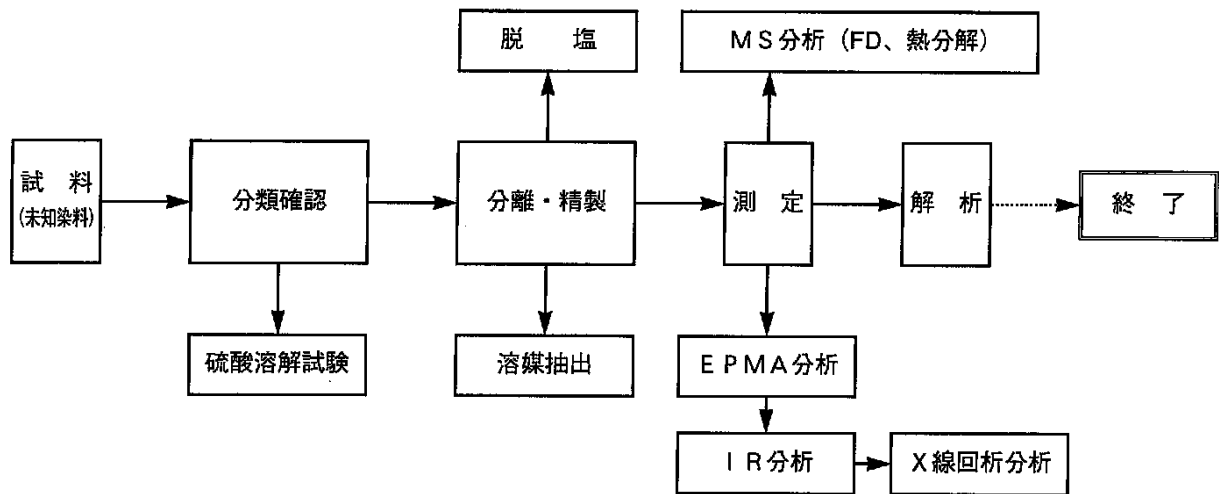 脱 塩
MS分析（FD、熱分解）
試 料
(未知染料)
分類確認
分離・精製
測 定
解 析
終 了
硫酸溶解試験
溶媒抽出
EPMA分析
IR分析
X線回析分析